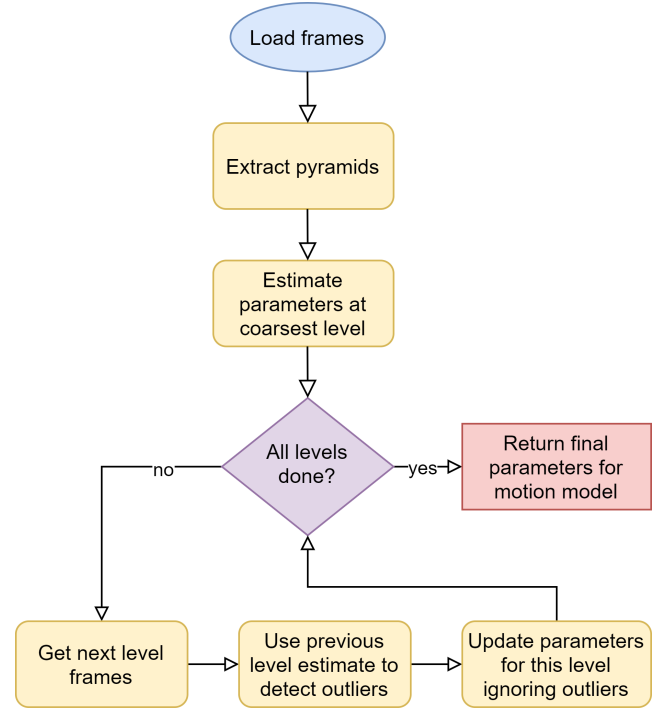 Load frames
Extract pyramids
Estimate
parameters at
coarsest level
All levels
done?
yes
Return final
parameters for
motion model
no
Get next level
frames
Use previous
level estimate to
detect outliers
Update parameters
for this level
ignoring outliers